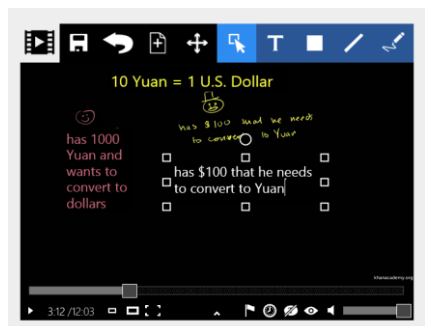 T
10 Yuan = 1 U.S. Dollar
has $100 that he needs
to convert to Yuan
has 1000
Yuan and
wants to
convert to
dollars
has $100 that he needs
to convert to Yuan
khanacademy.org
3:12 /12:03